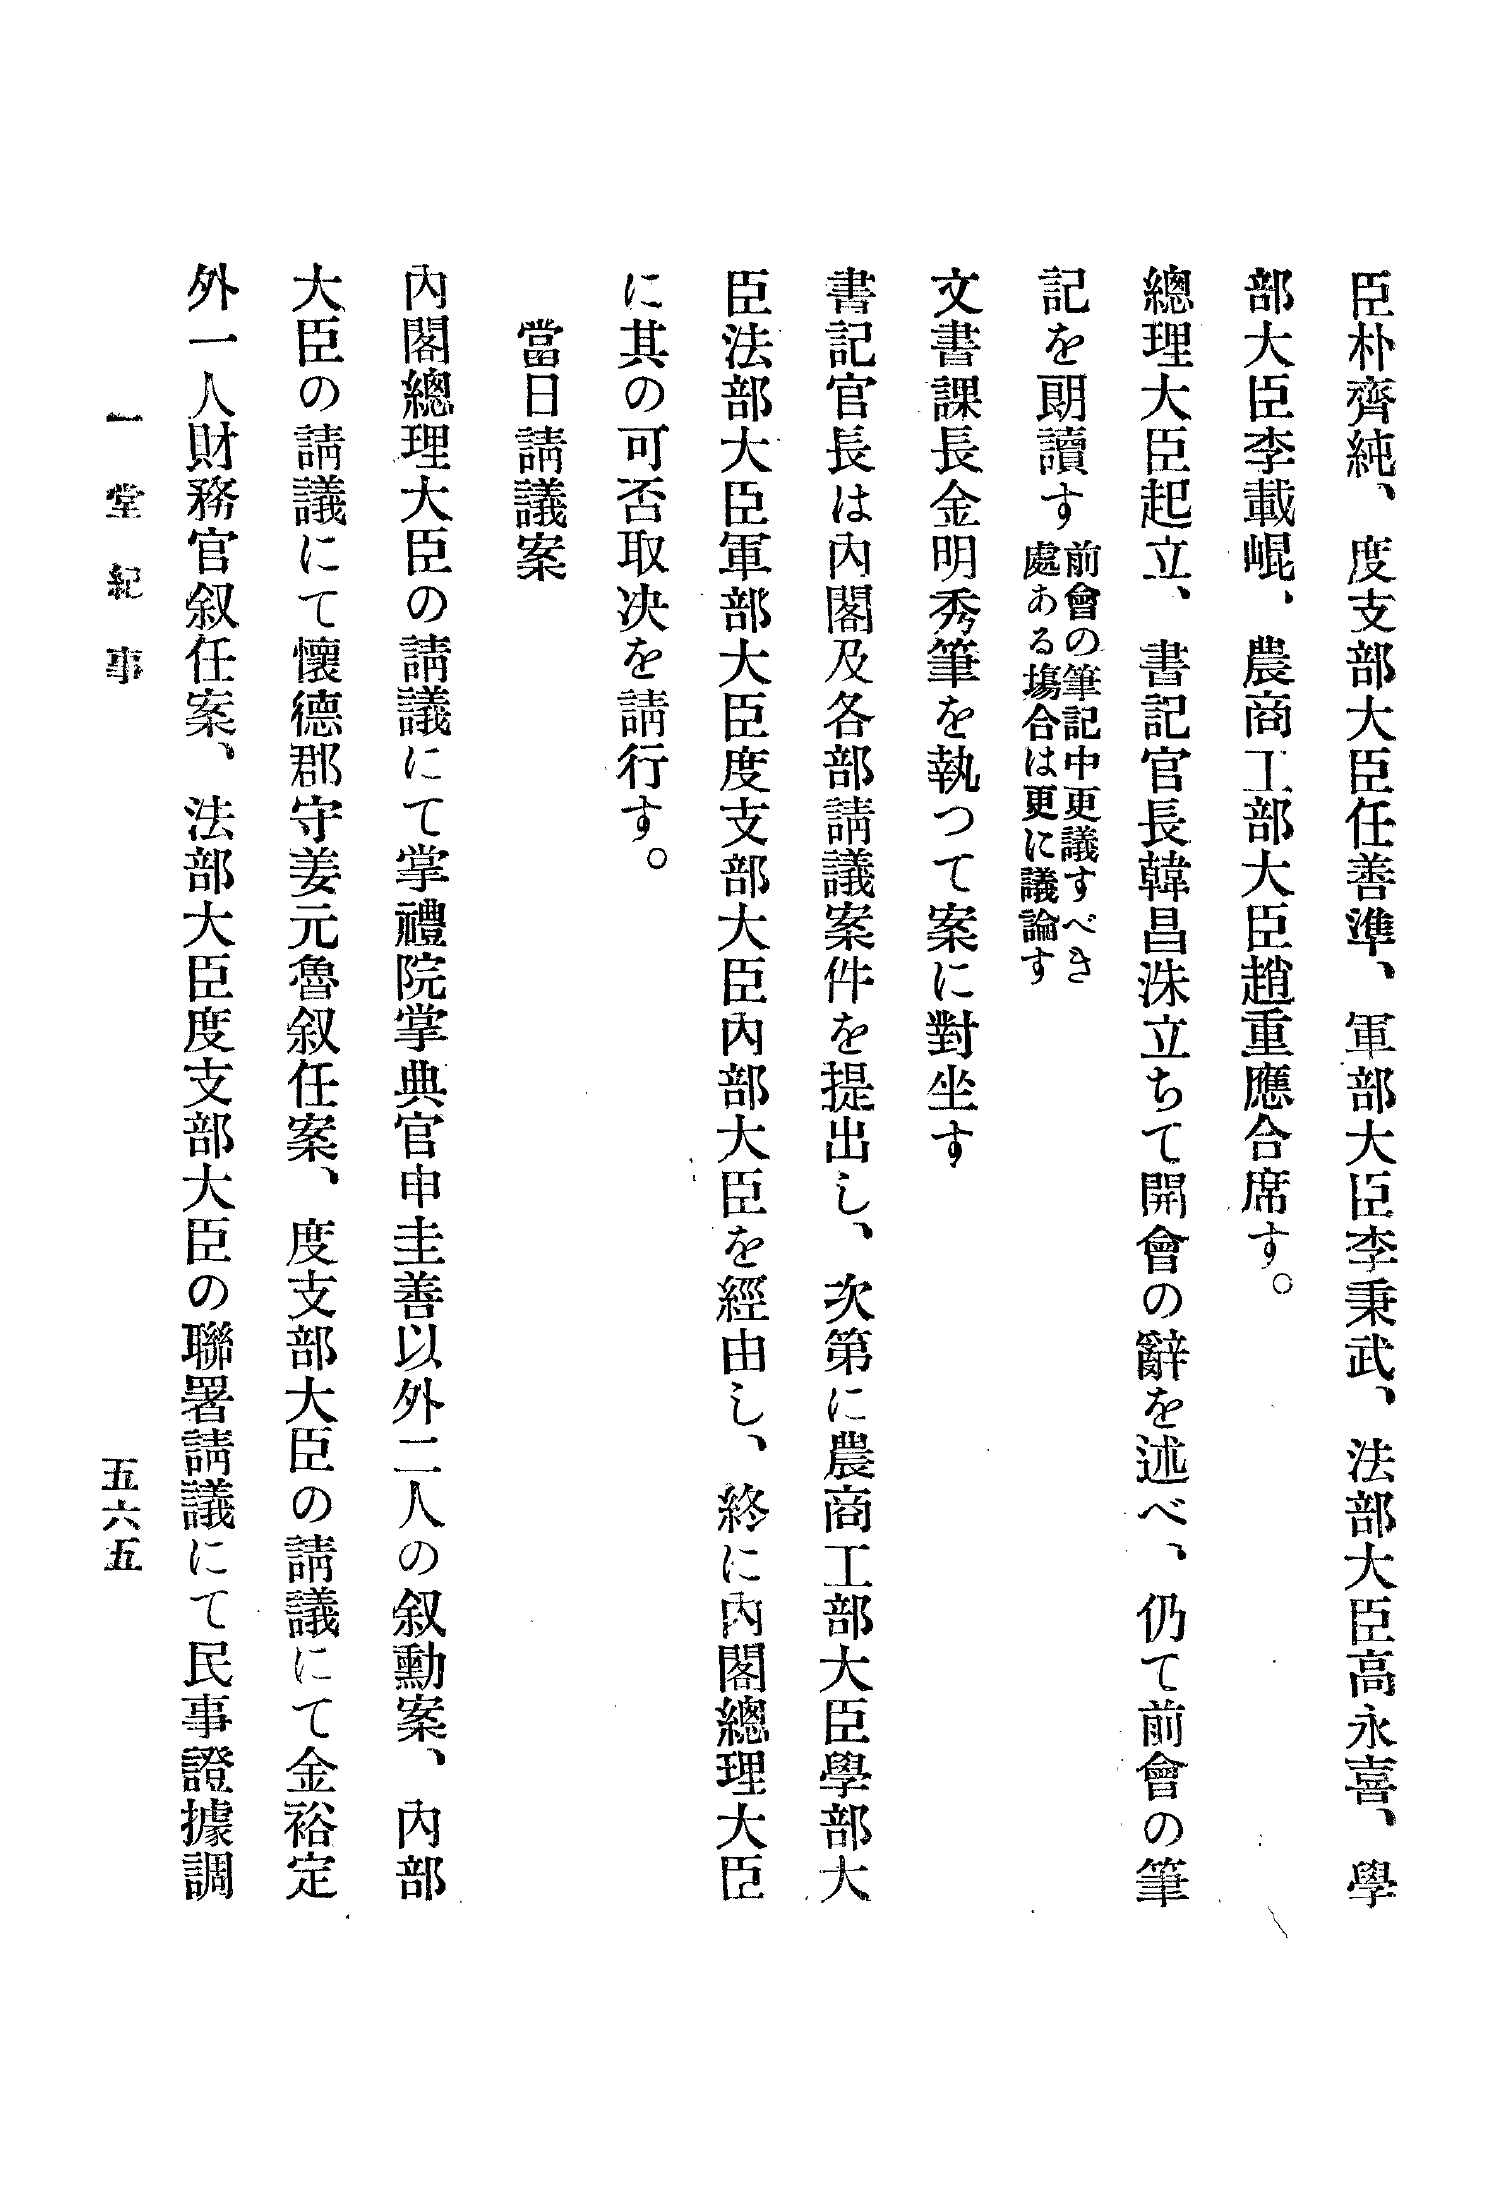 臣朴齊純、度支部大臣任善準、軍部大臣李秉武、法部大臣高永喜、學
部大臣李載崐、農商工部大臣趙重應合席す。
總理大臣起立、書記官長韓昌洙立ちて開會の辭を述べ、仍て前會の筆
記を朗讀す前會の筆記中更議すべき
處ある塲合は更に議論す
文書課長金明秀筆を執つて案に對坐す
書記官長は內閣及各部請議案件を提出し、次第に農商工部大臣學部大
臣法部大臣軍部大臣度支部大臣內部大臣を經由し、終に內閣總理大臣
に其の可否取决を請行す。
當日請議案
內閣總理大臣の請議にて掌禮院掌典官申圭善以外二人の叙勳案、內部
大臣の請議にて懷德郡守姜元魯叙任案、度支部大臣の請議にて金裕定
外一人財務官叙任案、法部大臣度支部大臣の聯署請議にて民事證據調
一堂紀事
五六五